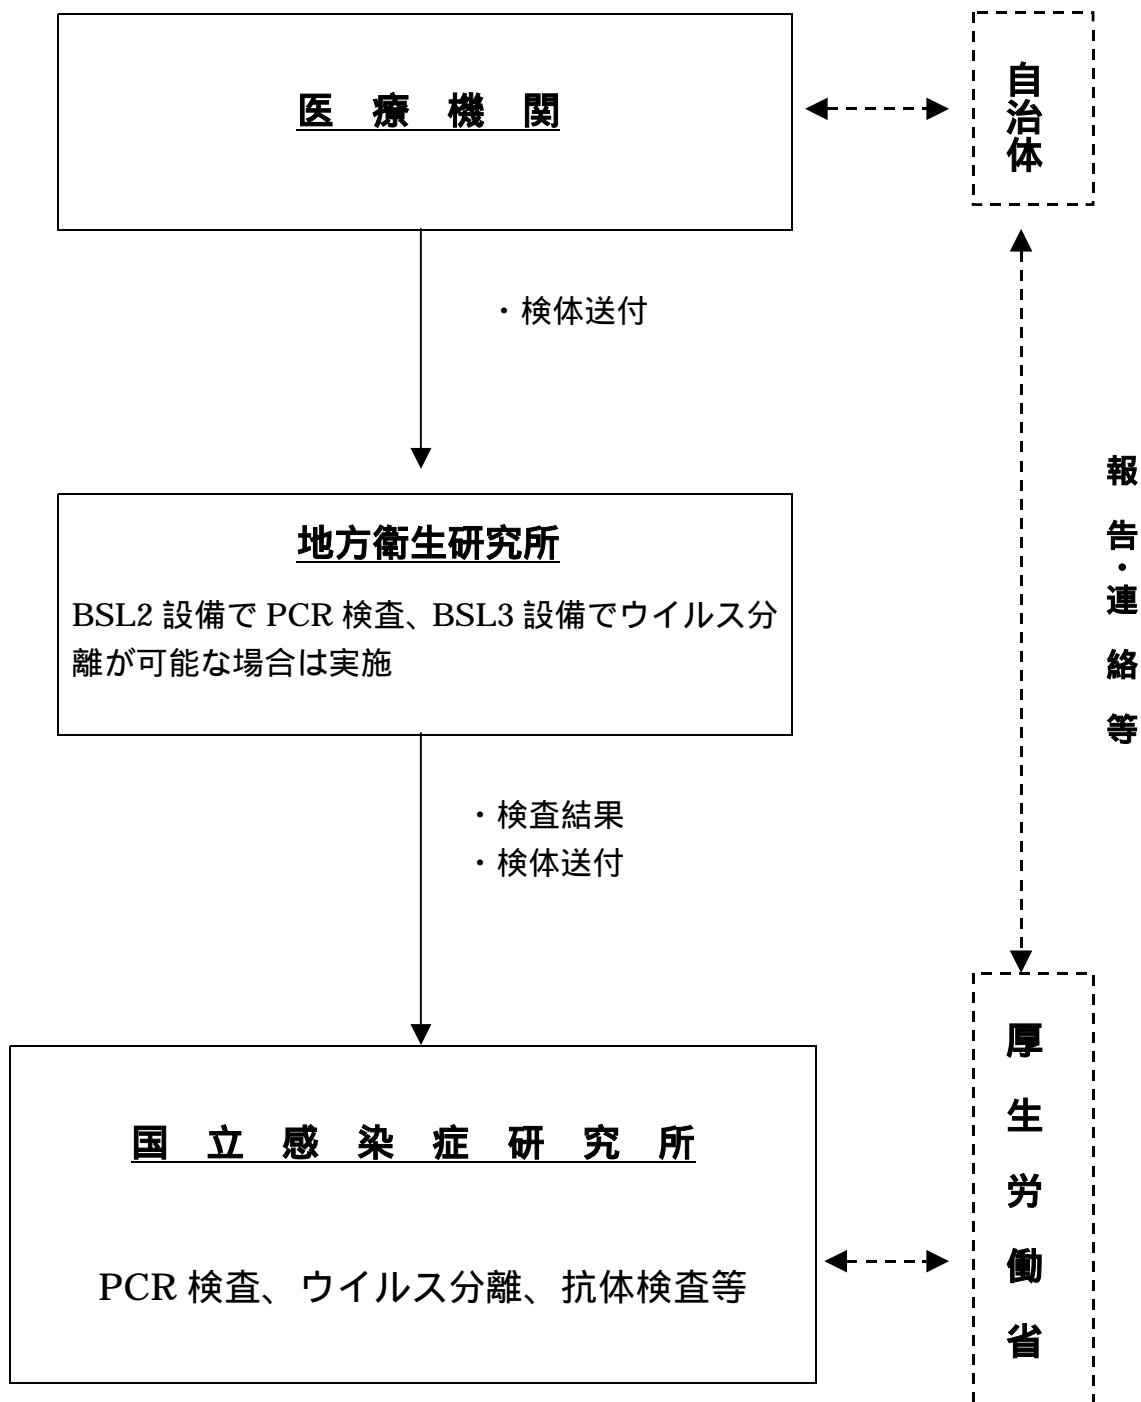 医　療　機　関
自治体
・検体送付
地方衛生研究所
BSL2 設備で PCR 検査、BSL3 設備でウイルス分
離が可能な場合は実施
報　告・連　絡　等
・検査結果
・検体送付
国　立　感　染　症　研　究　所
PCR 検査、ウイルス分離、抗体検査等
厚　生　労　働　省